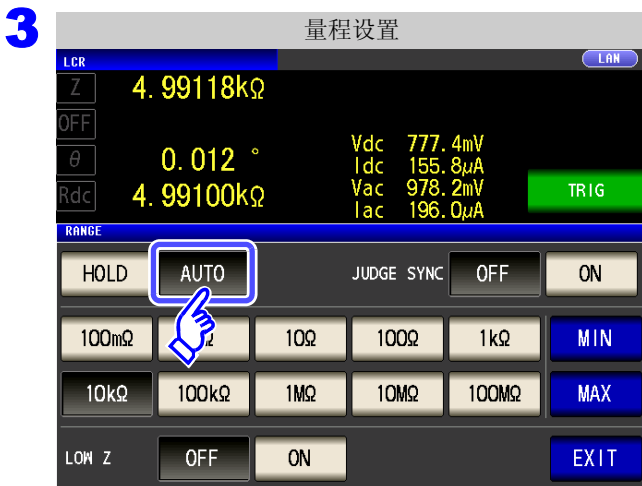 3
量程设置
LCR
LAN
Z 4.99118kΩ
OFF
θ 0.012 °
Rdc 4.99100kΩ
Vdc 777.4mV
Idc 155.8μA
Vac 978.2mV
Iac 196.0μA
TRIG
RANGE
HOLD AUTO JUDGE SYNC OFF ON
100mΩ Ω 10Ω 100Ω 1kΩ MIN
10kΩ 100kΩ 1MΩ 10MΩ 100MΩ MAX
LOW Z OFF ON EXIT